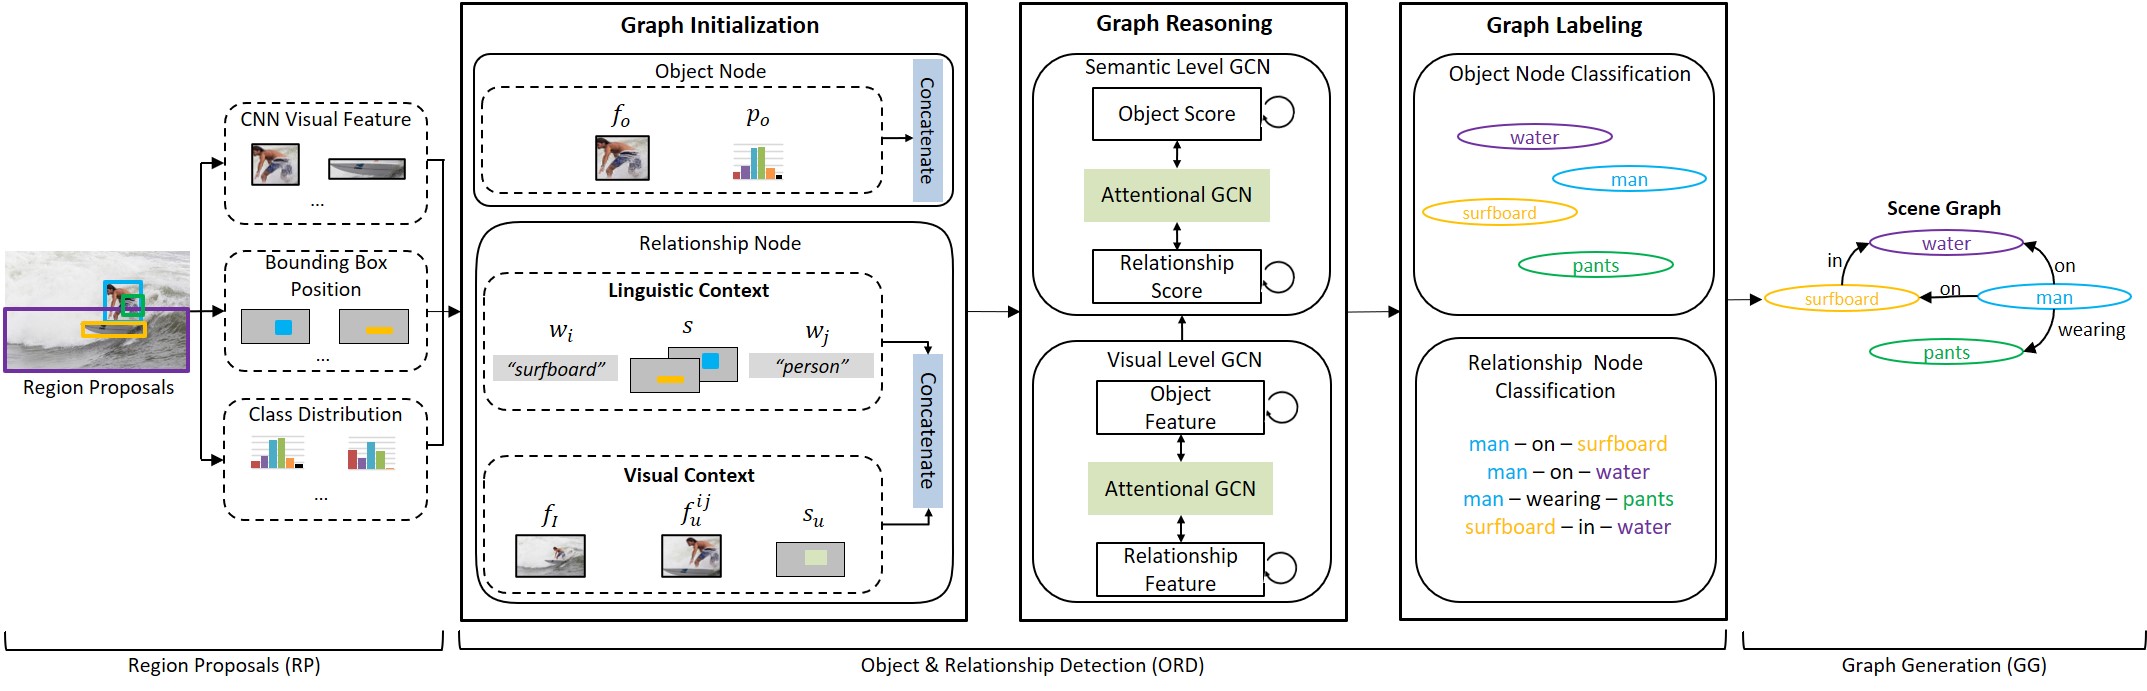 Region Proposals
CNN Visual Feature
...
Bounding Box
Position
...
Class Distribution
...
Region Proposals (RP)
Graph Initialization
Object Node
f_o
p_o
Concatenate
Relationship Node
Linguistic Context
w_i
s
w_j
“surfboard”
“person”
Visual Context
f_I
f_u^{ij}
s_u
Concatenate
Graph Reasoning
Semantic Level GCN
Object Score
Attentional GCN
Relationship
Score
Visual Level GCN
Object
Feature
Attentional GCN
Relationship
Feature
Graph Labeling
Object Node Classification
water
man
surfboard
pants
Relationship Node
Classification
man – on – surfboard
man – on – water
man – wearing – pants
surfboard – in – water
Object & Relationship Detection (ORD)
Scene Graph
water
in
on
surfboard
on
man
wearing
pants
Graph Generation (GG)